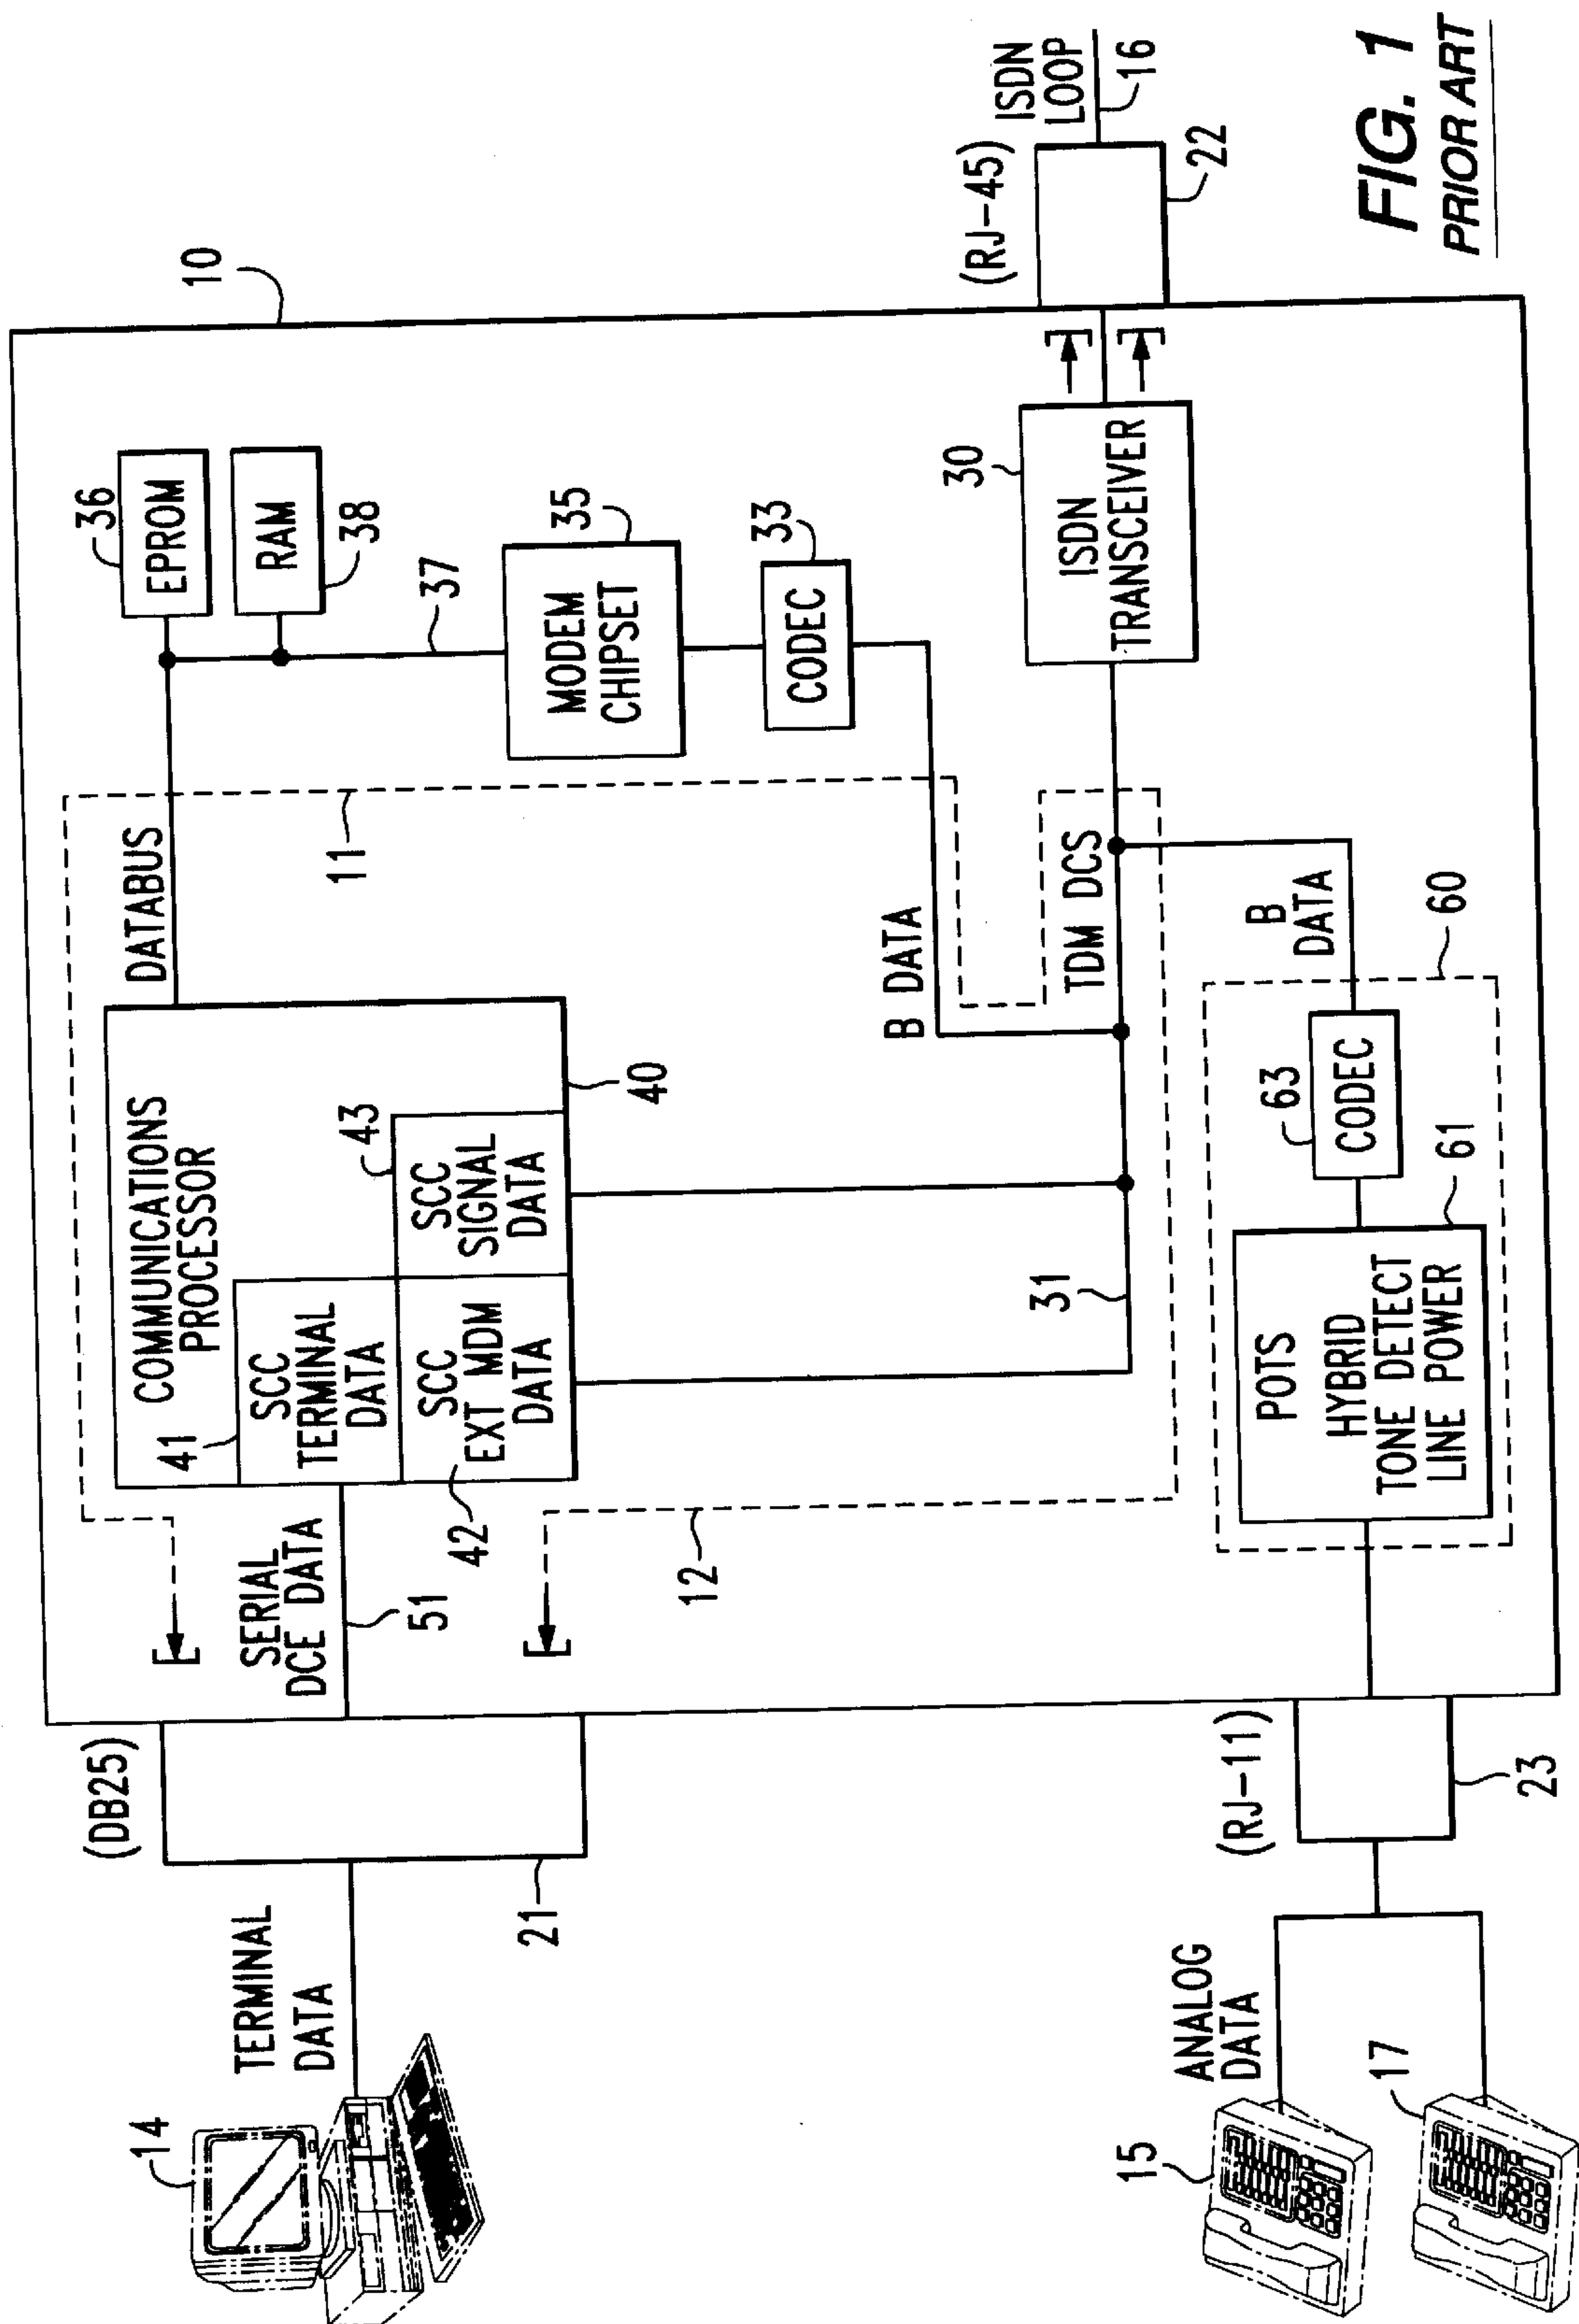 10
36
EPROM
RAM
38
DATABUS
COMMUNICATIONS
PROCESSOR
41
SCC
TERMINAL
DATA
43
SCC
SIGNAL
DATA
SCC
EXT MDM
DATA
42
40
11
37
35
MODEM
CHIPSET
33
CODEC
(DB25)
SERIAL
DCE DATA
51
TERMINAL
DATA
14
21
12
B DATA
31
TDM DCS
30
ISDN
TRANSCEIVER
(RJ-45)
ISDN
LOOP
16
22
B
DATA
60
63
CODEC
61
POTS
HYBRID
TONE DETECT
LINE POWER
(RJ-11)
23
ANALOG
DATA
15
17
FIG. 1
PRIOR ART